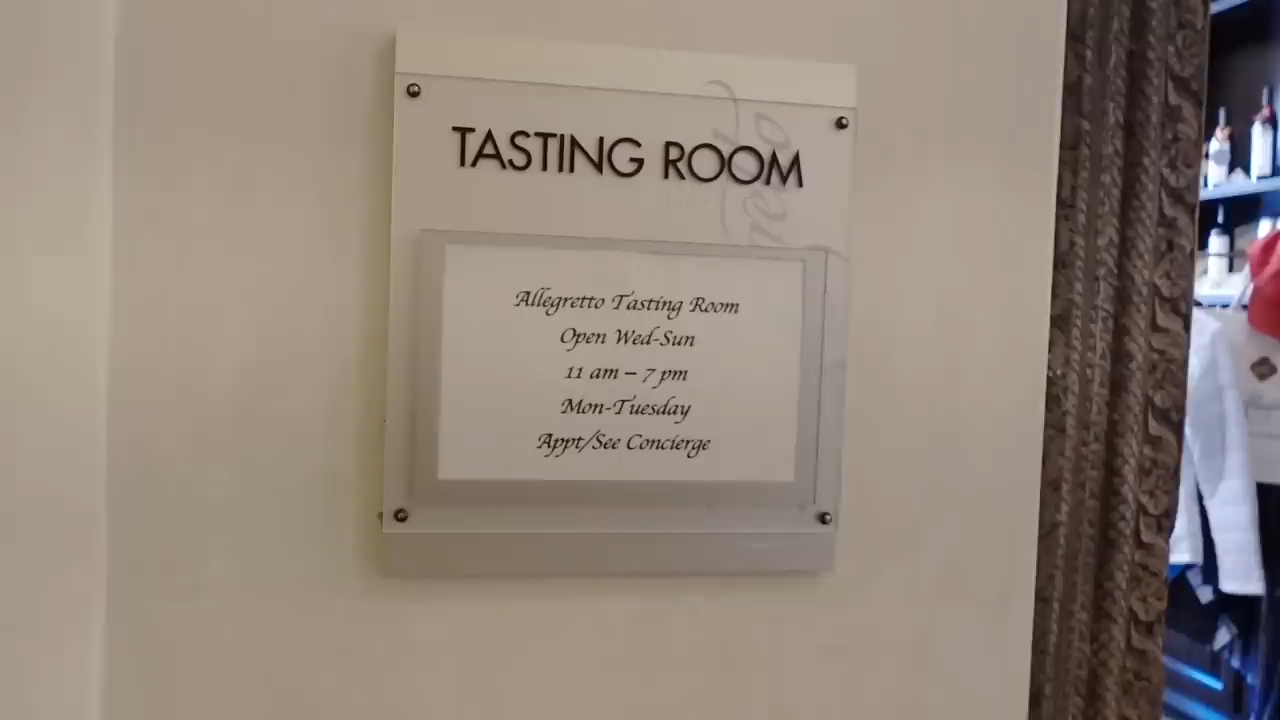 TASTING ROOM
Allegretto Tasting Room
Open Wed-Sun
11 am – 7 pm
Mon-Tuesday
Appt/See Concierge